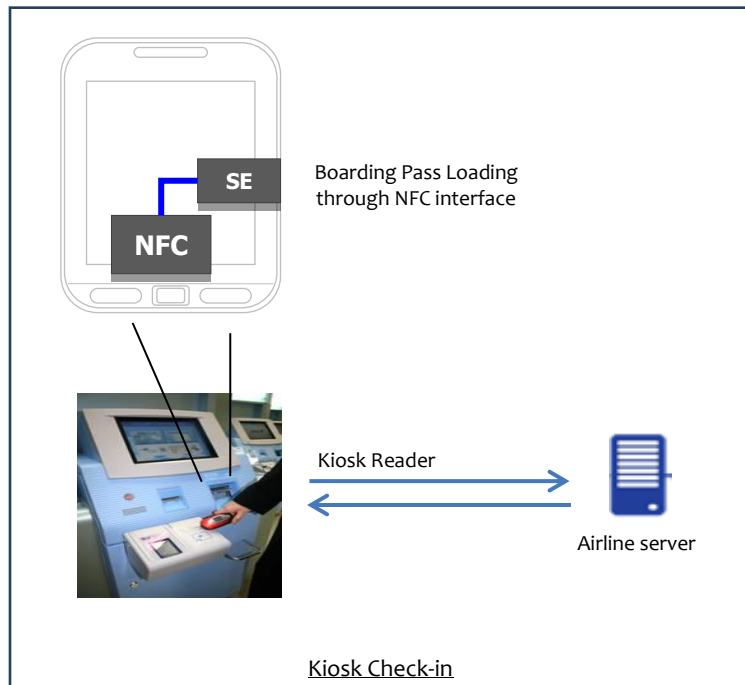 SE
Boarding Pass Loading
through NFC interface
NFC
Kiosk Reader
Airline server
Kiosk Check-in